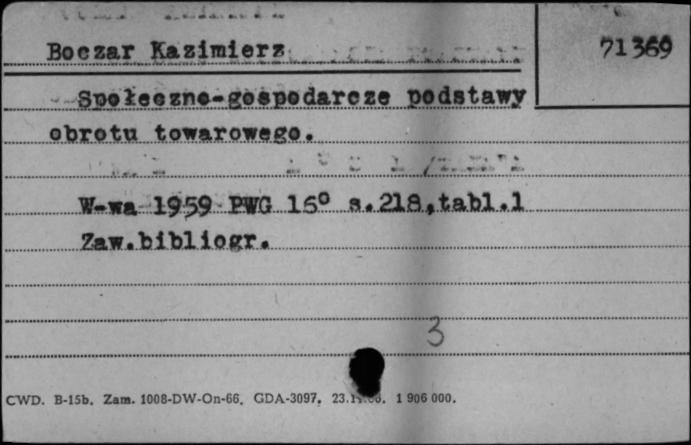 Boczar Kazimierz
71369
Społeczno-gospodarcze podstawy
obrotu towarowego.
W-wa 1959 PWG 16° s.218,tabl.1
Zaw.bibliogr.
3
CWD. B-15b. Zam. 1008-DW-On-66. GDA-3097. 1 906 000.